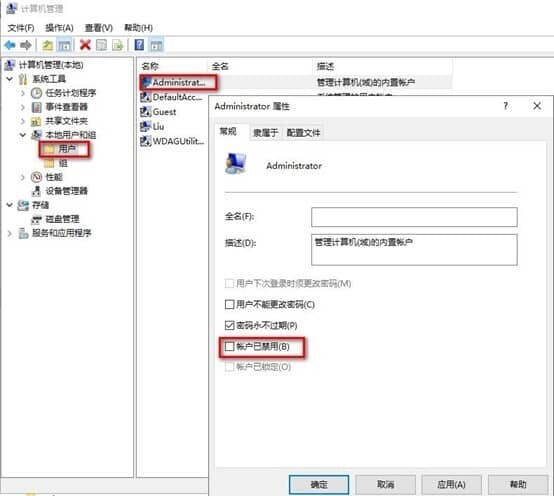 计算机管理
文件(F) 操作(A) 查看(V) 帮助(H)
计算机管理(本地)
系统工具
任务计划程序
事件查看器
共享文件夹
本地用户和组
用户
组
性能
设备管理器
存储
磁盘管理
服务和应用程序
名称 全名 描述
Administrat... 管理计算机(域)的内置帐户
DefaultAcc...
Guest
Liu
WDAGUtilit...
Administrator 属性
常规 隶属于 配置文件
Administrator
全名(F):
描述(D): 管理计算机(域)的内置帐户
用户下次登录时须更改密码(M)
用户不能更改密码(C)
密码永不过期(P)
帐户已禁用(B)
帐户已锁定(O)
确定 取消 应用(A) 帮助